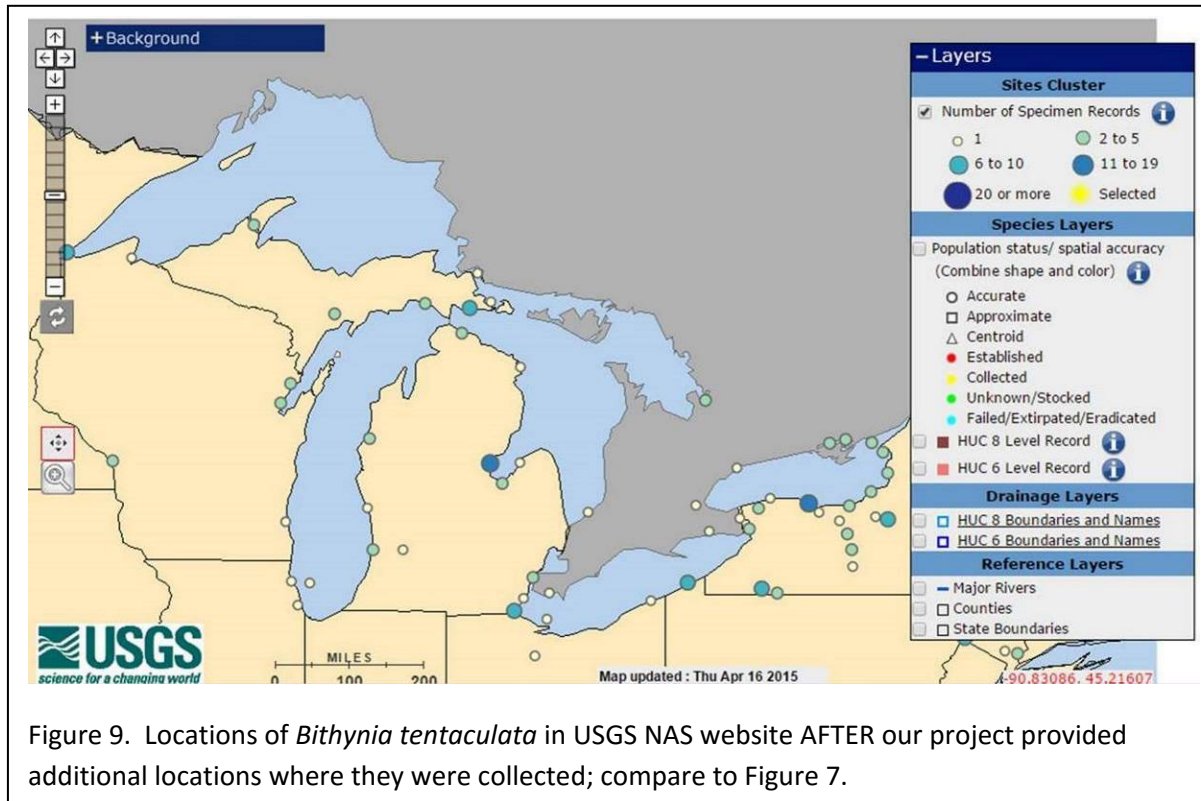 +Background
−Layers
Sites Cluster
Number of Specimen Records
1
2 to 5
6 to 10
11 to 19
20 or more
Selected
Species Layers
Population status/ spatial accuracy
(Combine shape and color)
Accurate
Approximate
Centroid
Established
Collected
Unknown/Stocked
Failed/Extirpated/Eradicated
HUC 8 Level Record
HUC 6 Level Record
Drainage Layers
HUC 8 Boundaries and Names
HUC 6 Boundaries and Names
Reference Layers
Major Rivers
Counties
State Boundaries
USGS
science for a changing world
MILES
0 100 200
Map updated : Thu Apr 16 2015
-90.83086, 45.21607
Figure 9. Locations of Bithynia tentaculata in USGS NAS website AFTER our project provided
additional locations where they were collected; compare to Figure 7.